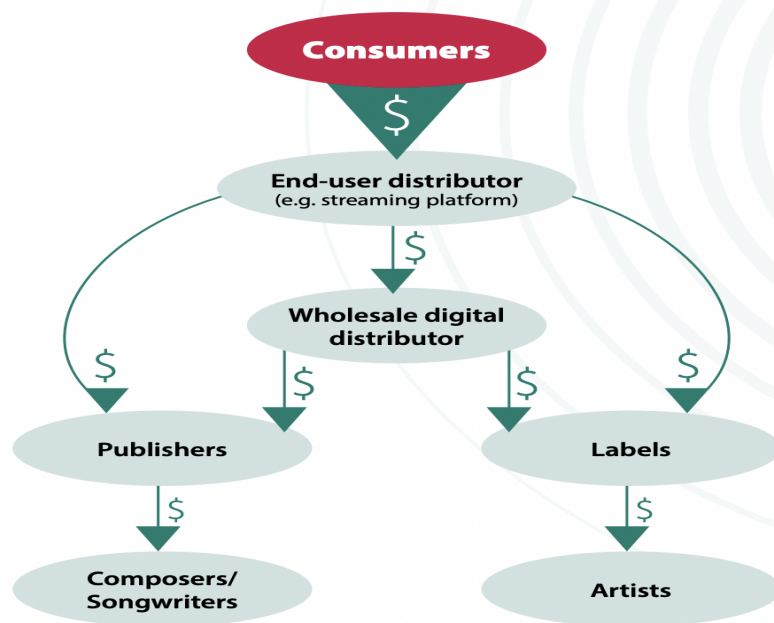 Consumers
$
End-user distributor
(e.g. streaming platform)
$
Wholesale digital
distributor
$
$
$
$
Publishers
Labels
$
$
Composers/
Songwriters
Artists